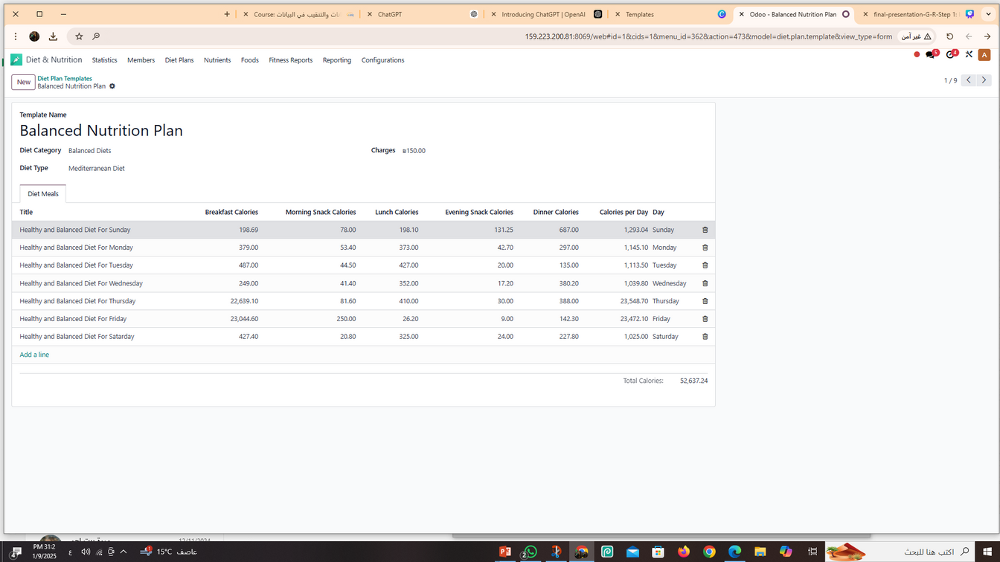 Course: نات والتنقيب في البيانات
ChatGPT
Introducing ChatGPT | OpenAI
Templates
Odoo - Balanced Nutrition Plan
final-presentation-G-R-Step 1:
159.223.200.81:8069/web#id=1&cids=1&menu_id=362&action=473&model=diet.plan.template&view_type=form
غير آمن
Diet & Nutrition Statistics Members Diet Plans Nutrients Foods Fitness Reports Reporting Configurations 5 4 A
New
Diet Plan Templates
Balanced Nutrition Plan
1 / 9
Template Name
Balanced Nutrition Plan
Diet Category Balanced Diets Charges ₪150.00
Diet Type Mediterranean Diet
Diet Meals
Title Breakfast Calories Morning Snack Calories Lunch Calories Evening Snack Calories Dinner Calories Calories per Day Day
Healthy and Balanced Diet For Sunday 198.69 78.00 198.10 131.25 687.00 1,293.04 Sunday
Healthy and Balanced Diet For Monday 379.00 53.40 373.00 42.70 297.00 1,145.10 Monday
Healthy and Balanced Diet For Tuesday 487.00 44.50 427.00 20.00 135.00 1,113.50 Tuesday
Healthy and Balanced Diet For Wednesday 249.00 41.40 352.00 17.20 380.20 1,039.80 Wednesday
Healthy and Balanced Diet For Thursday 22,639.10 81.60 410.00 30.00 388.00 23,548.70 Thursday
Healthy and Balanced Diet For Friday 23,044.60 250.00 26.20 9.00 142.30 23,472.10 Friday
Healthy and Balanced Diet For Satarday 427.40 20.80 325.00 24.00 227.80 1,025.00 Saturday
Add a line
Total Calories: 52,637.24
12/11/2024
4
PM 31:2
1/9/2025
ع
1
15°C عاصف
2
اكتب هنا للبحث